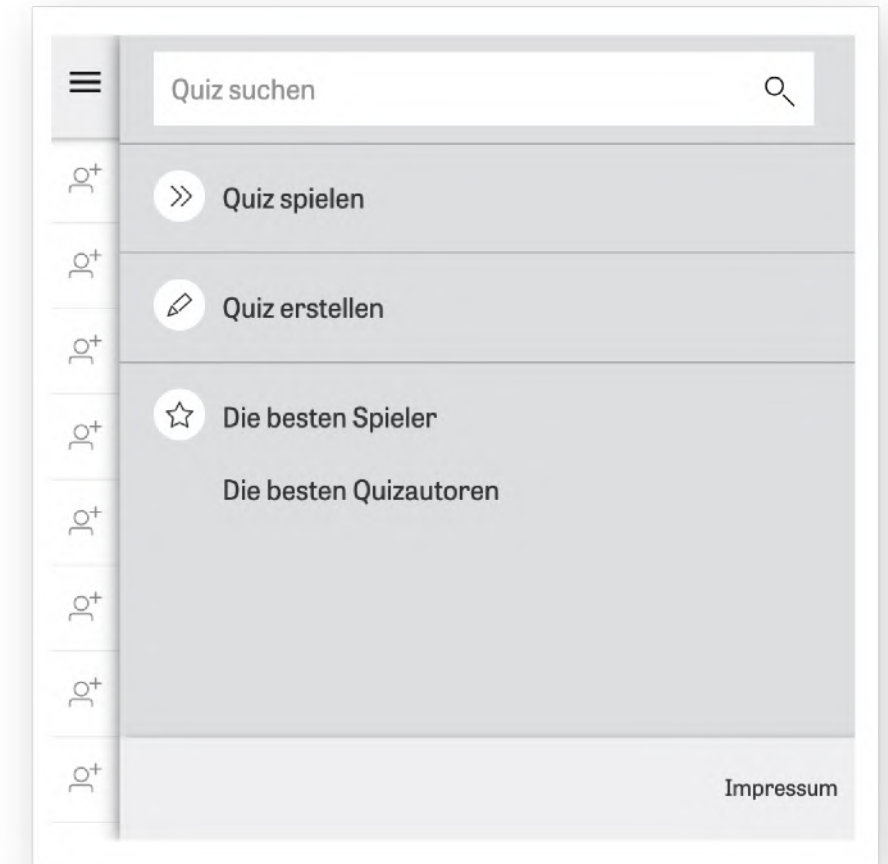 Quiz suchen
Quiz spielen
Quiz erstellen
Die besten Spieler
Die besten Quizautoren
Impressum